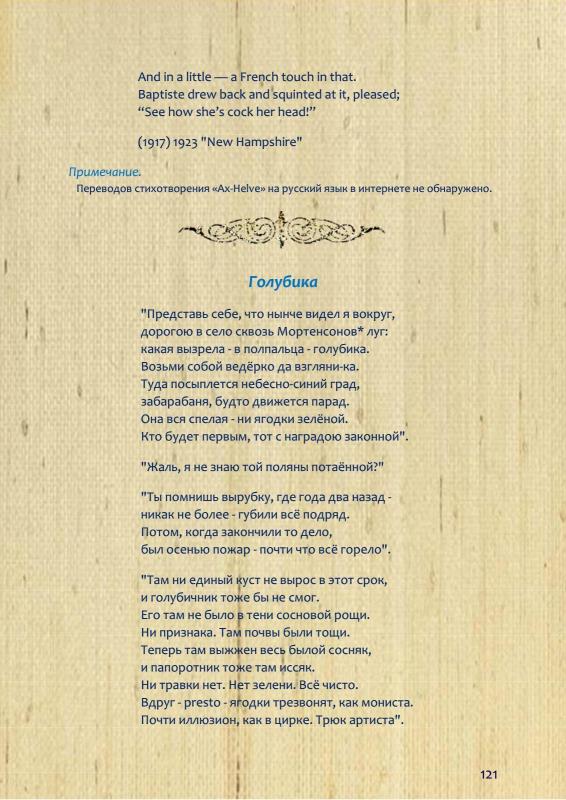 And in a little — a French touch in that.
Baptiste drew back and squinted at it, pleased;
“See how she’s cock her head!”
(1917) 1923 "New Hampshire"
Примечание.
Переводов стихотворения «Ax-Helve» на русский язык в интернете не обнаружено.
Голубика
"Представь себе, что нынче видел я вокруг,
дорогою в село сквозь Мортенсонов* луг:
какая вызрела - в полпальца - голубика.
Возьми собой ведёрко да взгляни-ка.
Туда посыплется небесно-синий град,
забарабаня, будто движется парад.
Она вся спелая - ни ягодки зелёной.
Кто будет первым, тот с наградою законной".
"Жаль, я не знаю той поляны потаённой?"
"Ты помнишь вырубку, где года два назад -
никак не более - губили всё подряд.
Потом, когда закончили то дело,
был осенью пожар - почти что всё горело".
"Там ни единый куст не вырос в этот срок,
и голубичник тоже бы не смог.
Его там не было в тени сосновой рощи.
Ни признака. Там почвы были тощи.
Теперь там выжжен весь былой сосняк,
и папоротник тоже там иссяк.
Ни травки нет. Нет зелени. Всё чисто.
Вдруг - presto - ягодки трезвонят, как мониста.
Почти иллюзион, как в цирке. Трюк артиста".
121